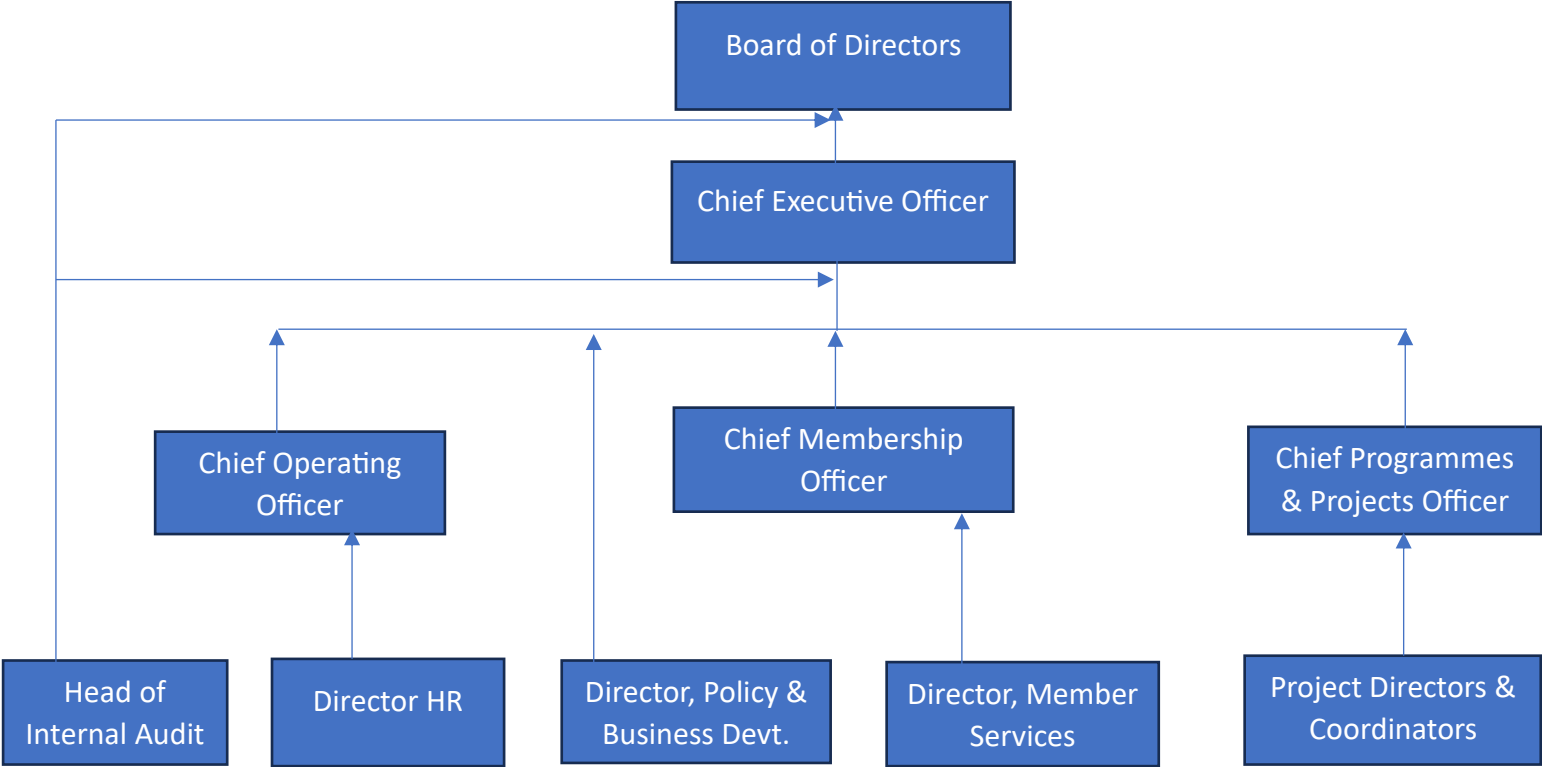 Board of Directors
Chief Executive Officer
Chief Operating
Officer
Chief Membership
Officer
Chief Programmes
& Projects Officer
Head of
Internal Audit
Director HR
Director, Policy &
Business Devt.
Director, Member
Services
Project Directors &
Coordinators